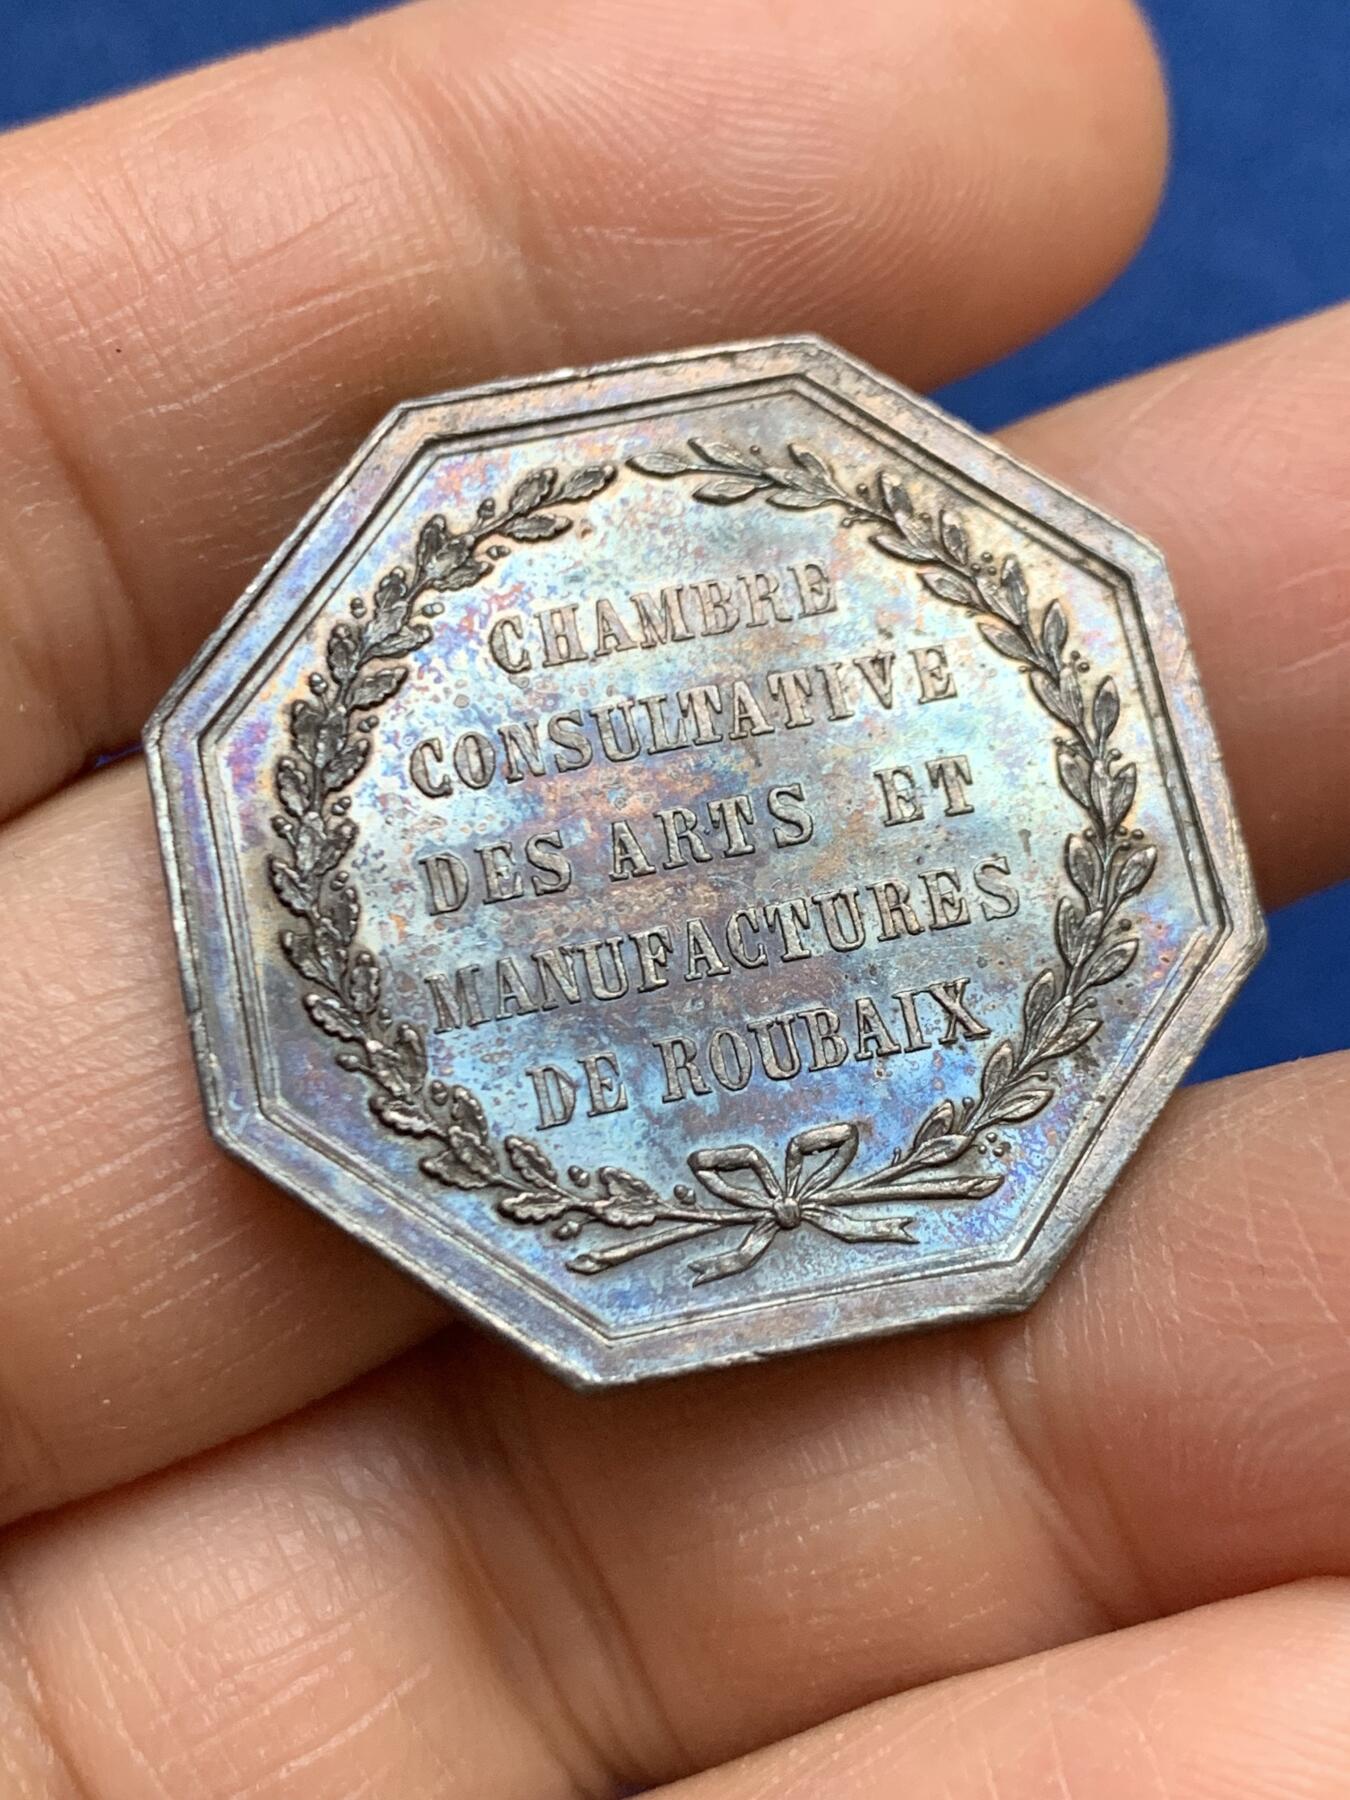 CHAMBRE
CONSULTATIVE
DES ARTS ET
MANUFACTURES
DE ROUBAIX